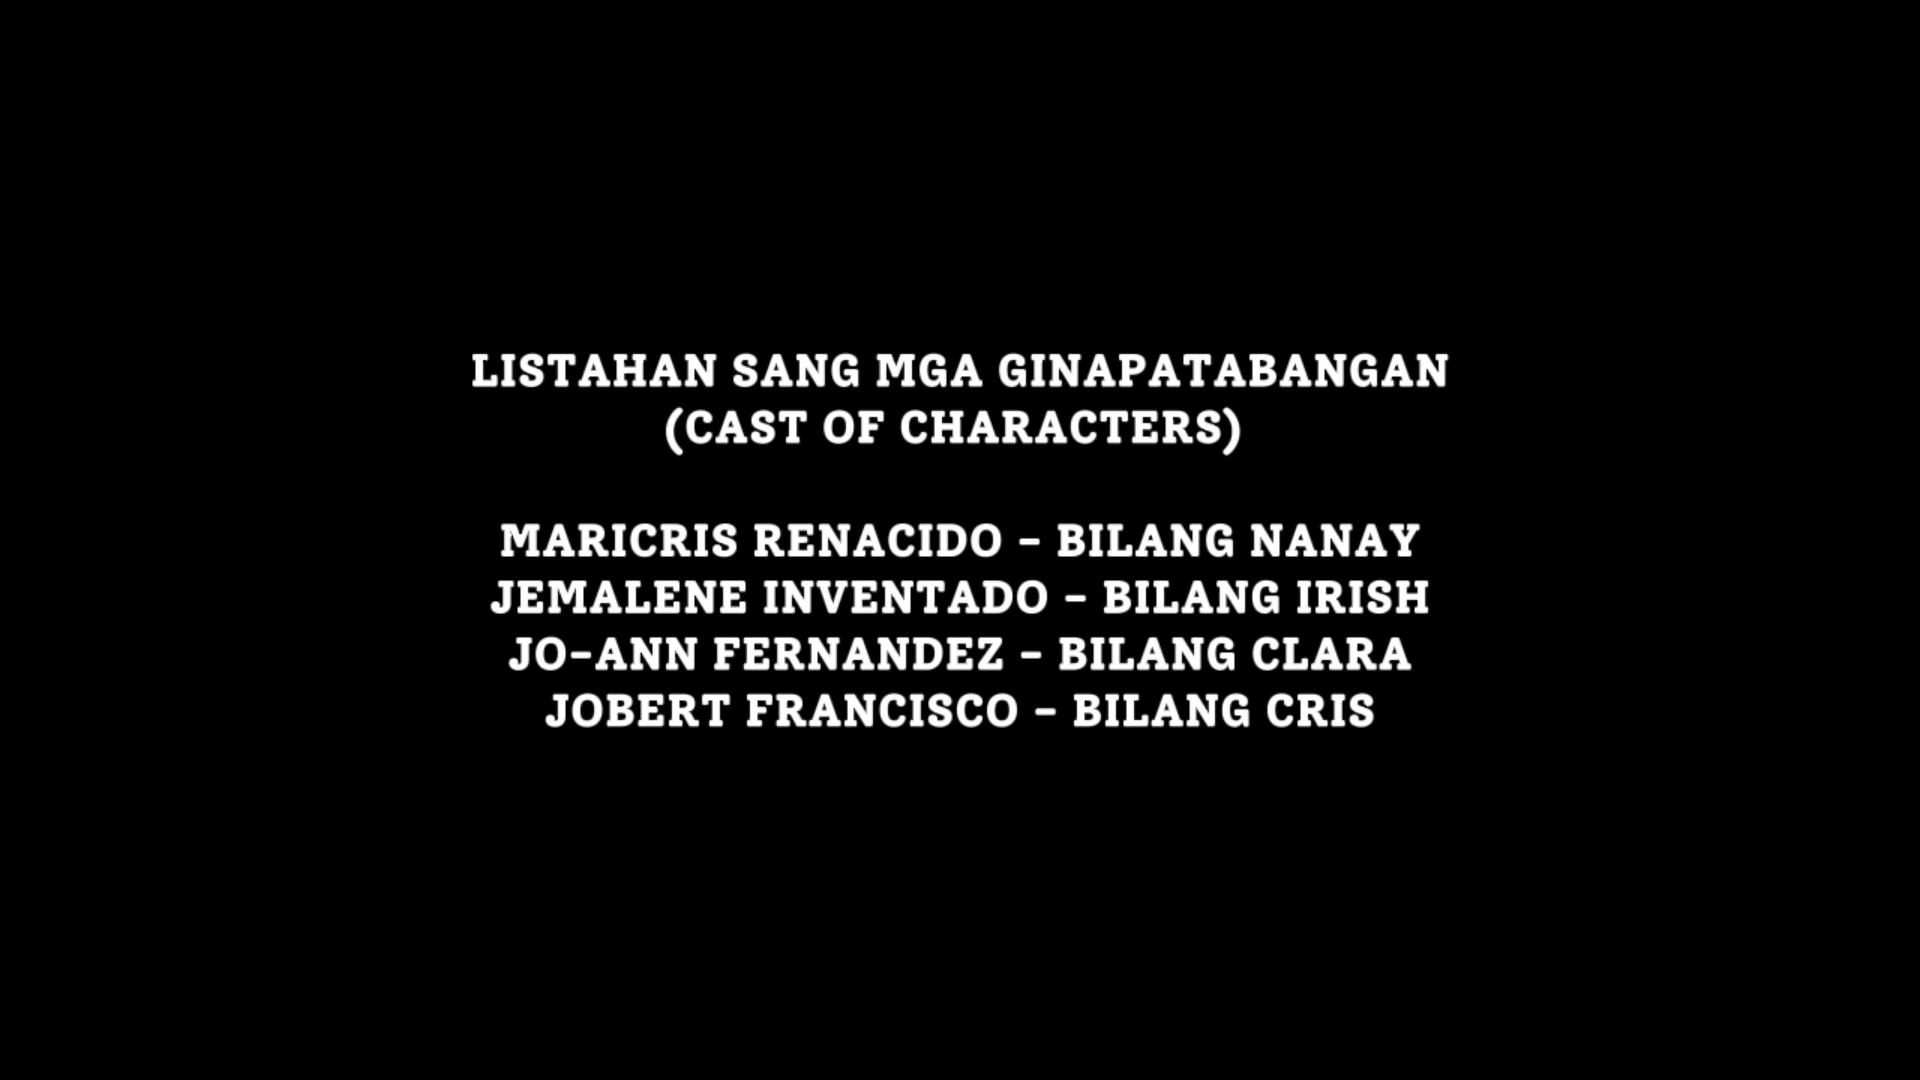 LISTAHAN SANG MGA GINAPATABANGAN
(CAST OF CHARACTERS)
MARICRIS RENACIDO - BILANG NANAY
JEMALENE INVENTADO - BILANG IRISH
JO-ANN FERNANDEZ - BILANG CLARA
JOBERT FRANCISCO - BILANG CRIS